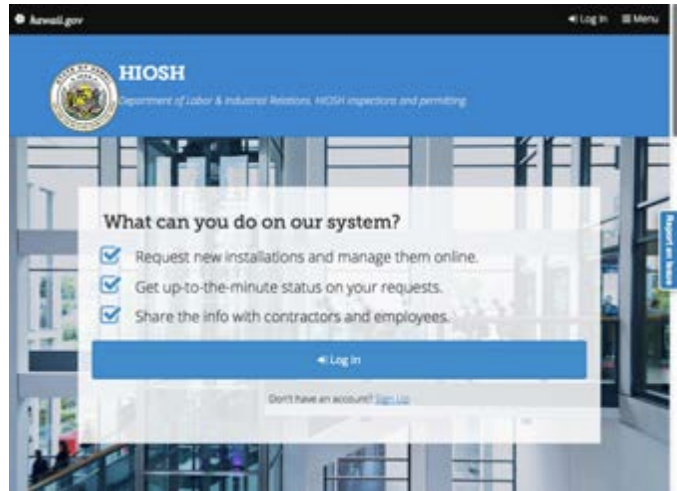 hawaii.gov
Log In Menu
HIOSH
Department of Labor & Industrial Relations, HIOSH inspections and permitting
What can you do on our system?
Request new installations and manage them online.
Get up-to-the-minute status on your requests.
Share the info with contractors and employees.
Log In
Don't have an account? Sign Up
Report an Issue